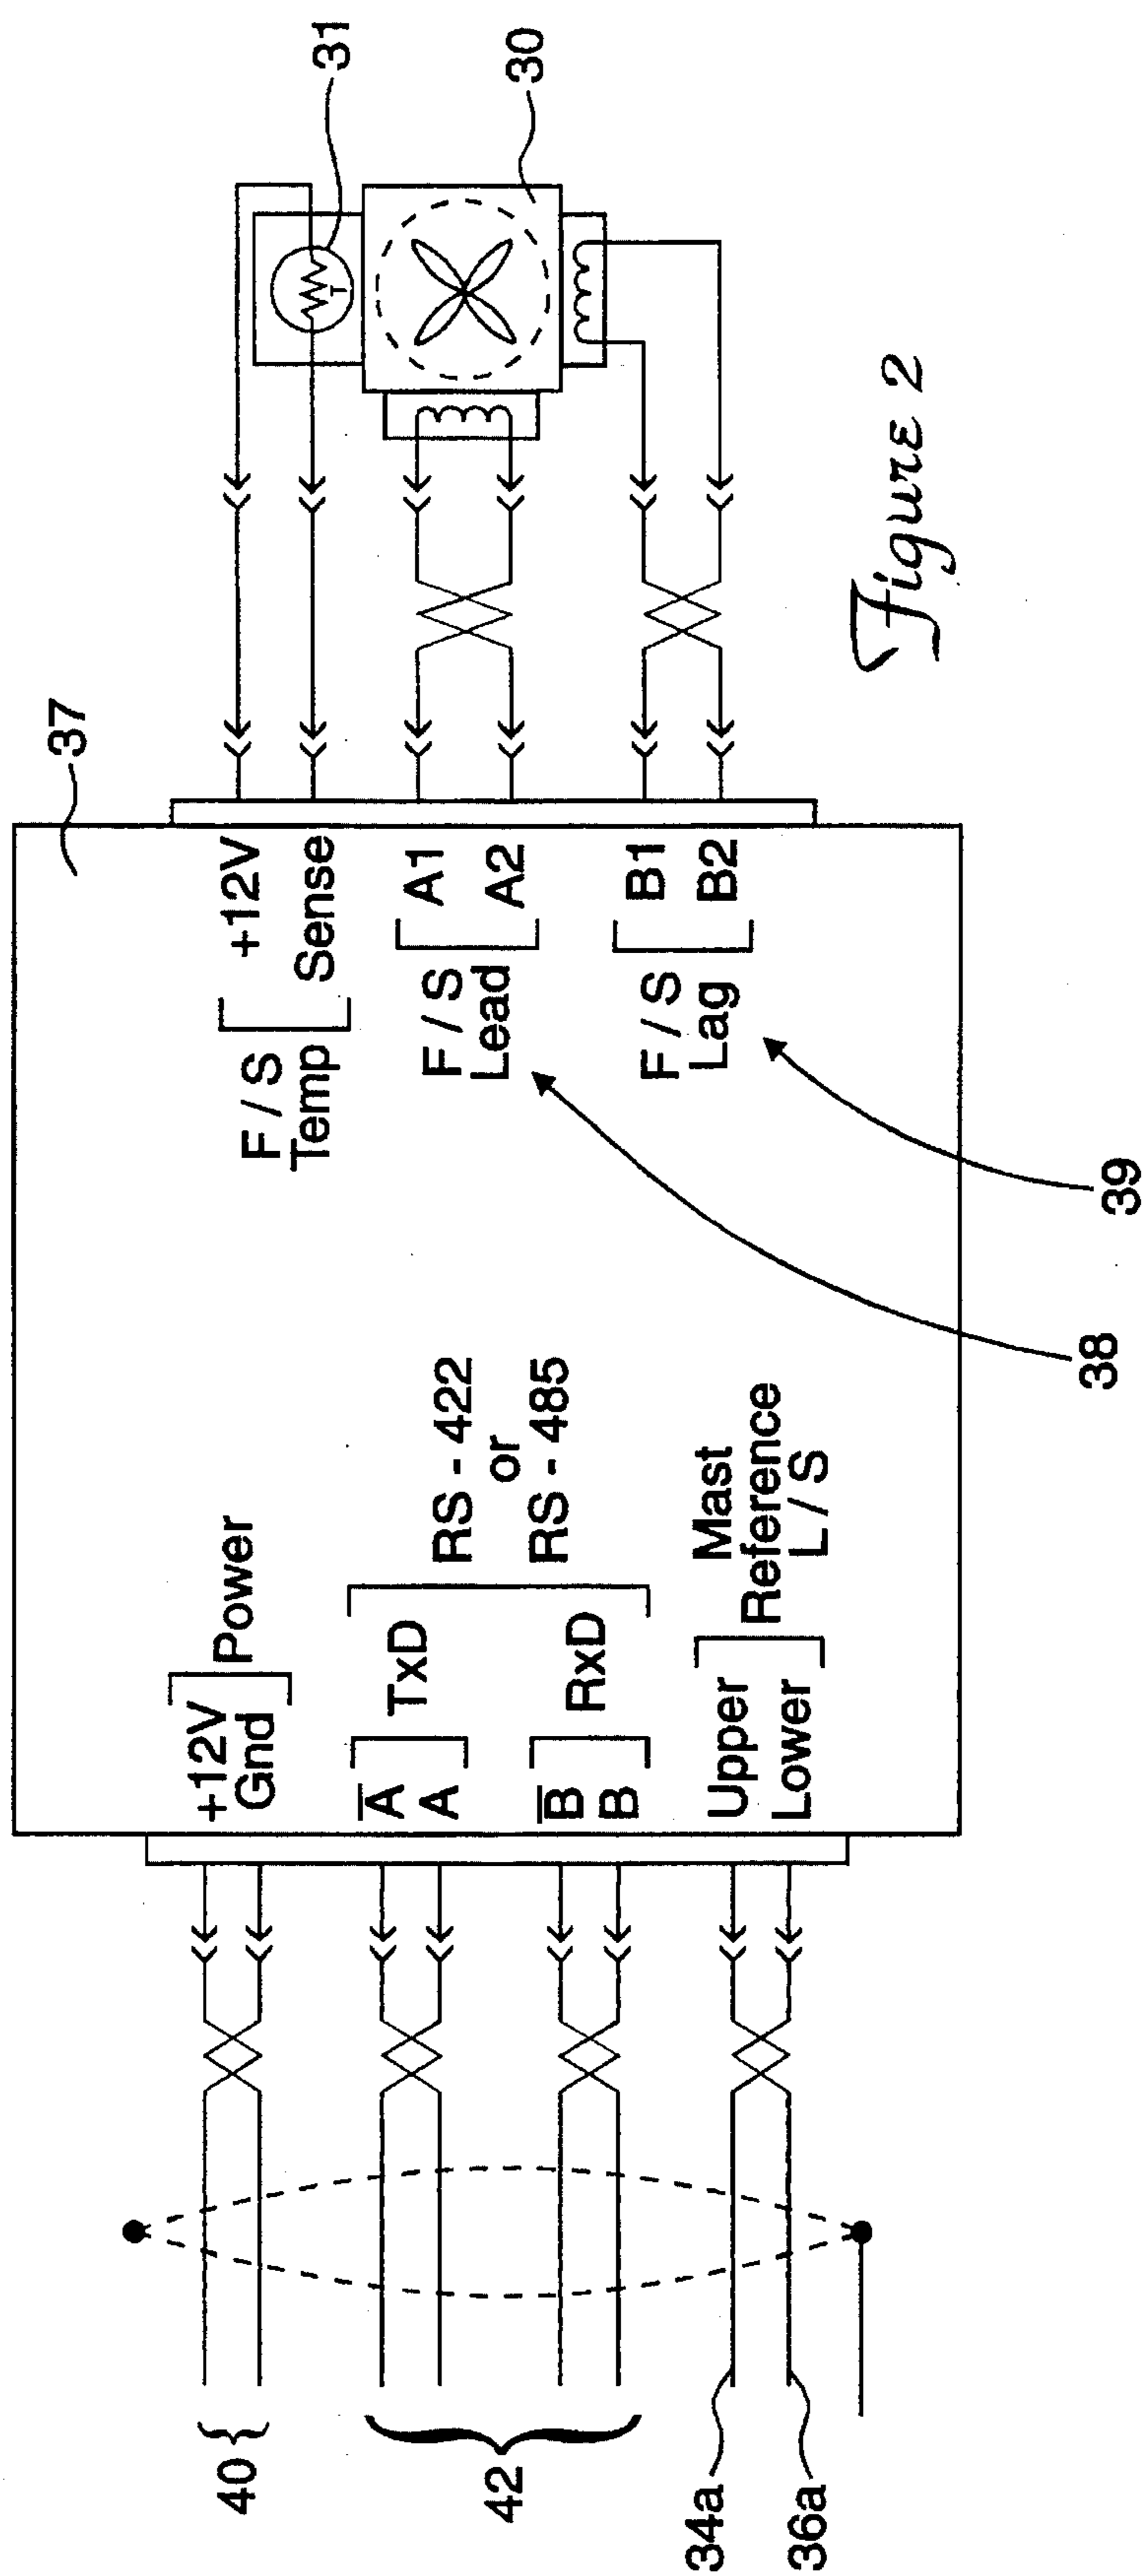 40
42
34a
36a
+12V
Gnd
Power
A̅
A
TxD
B̅
B
RxD
RS - 422
or
RS - 485
Upper
Lower
Mast
Reference
L / S
37
F / S
Temp
+12V
Sense
F / S
Lead
A1
A2
F / S
Lag
B1
B2
38
39
T
31
30
Figure 2